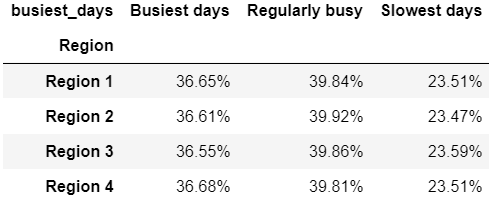 busiest_days Busiest days Regularly busy Slowest days
Region
Region 1 36.65% 39.84% 23.51%
Region 2 36.61% 39.92% 23.47%
Region 3 36.55% 39.86% 23.59%
Region 4 36.68% 39.81% 23.51%